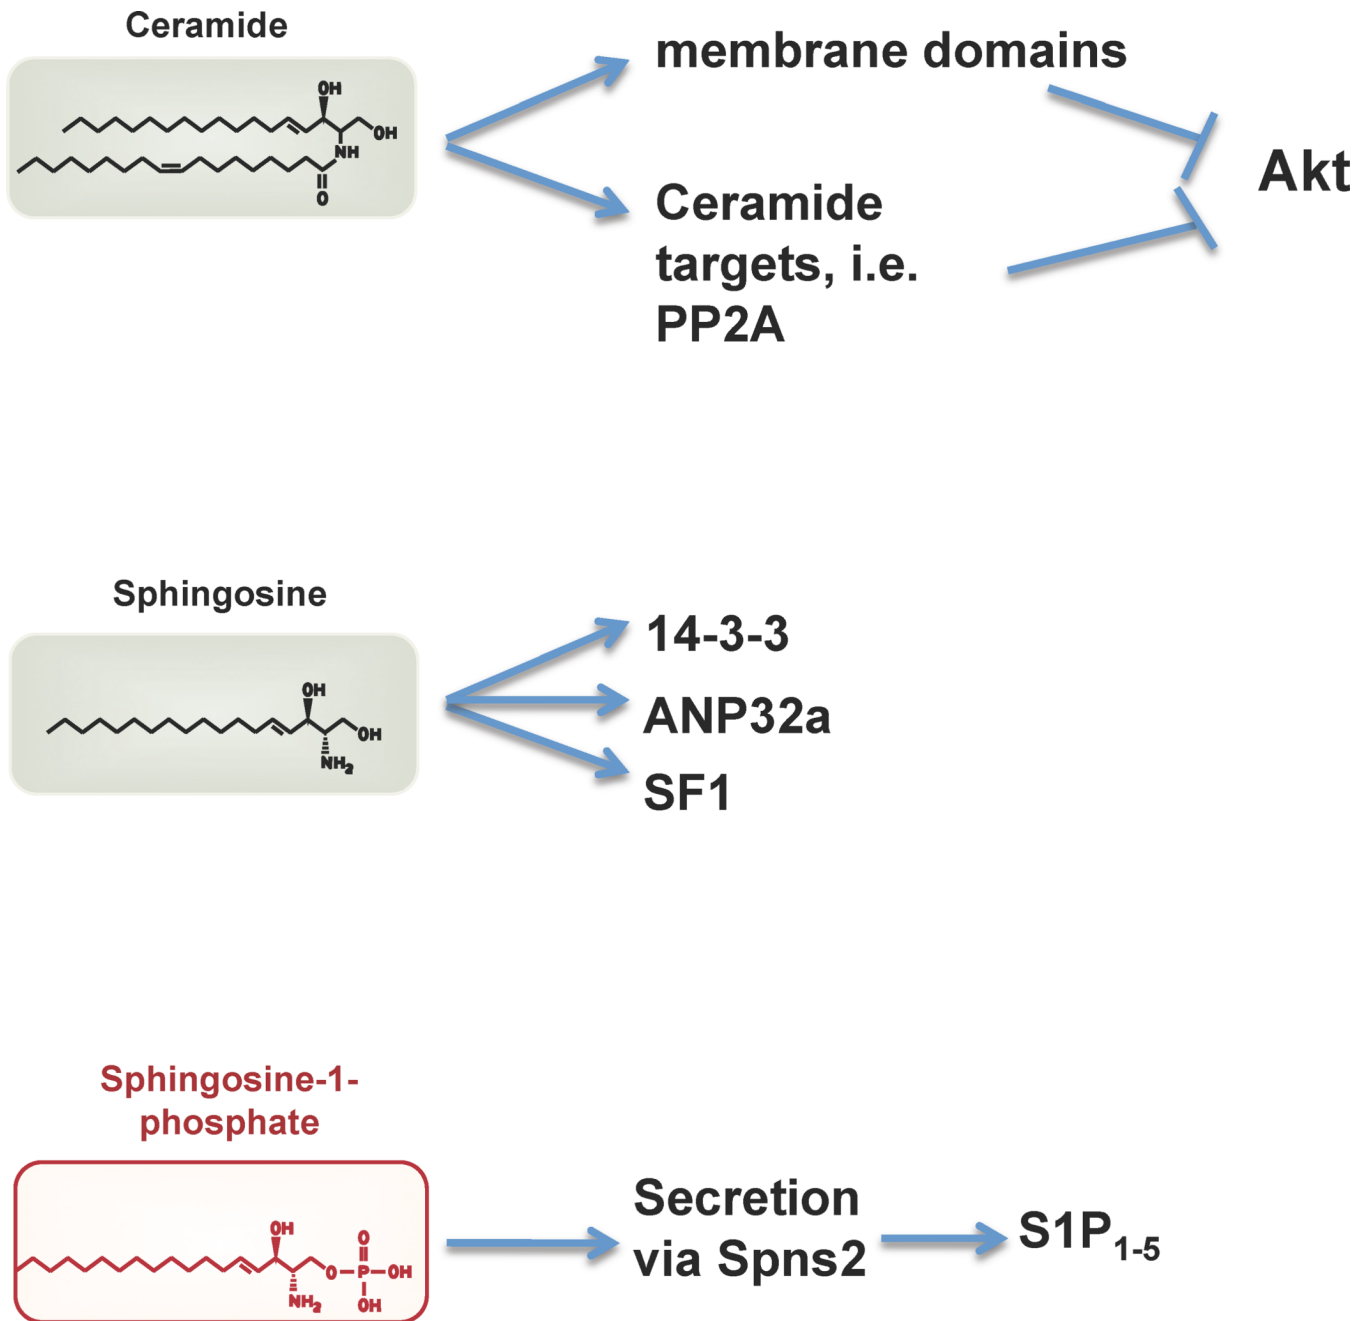 Ceramide
OH
OH
NH
O
membrane domains
Ceramide
targets, i.e.
PP2A
Akt
Sphingosine
OH
OH
NH2
14-3-3
ANP32a
SF1
Sphingosine-1-
phosphate
OH
O
O P OH
NH2 OH
Secretion
via Spns2
S1P1-5